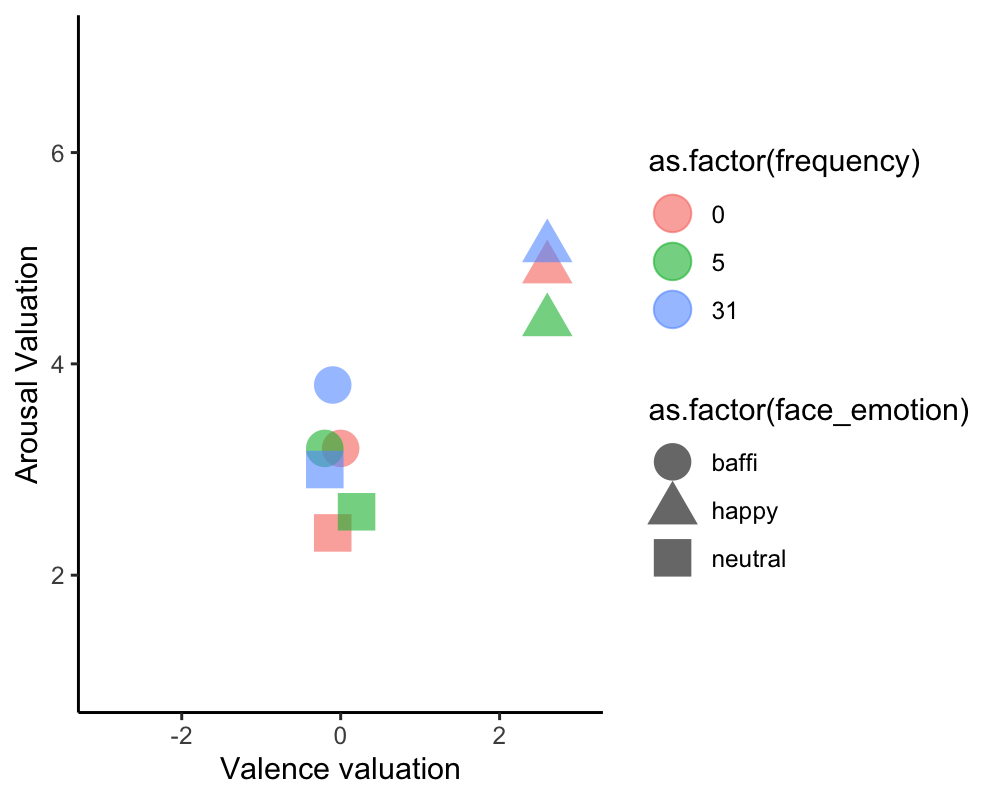 6
4
2
-2
0
2
Arousal Valuation
Valence valuation
as.factor(frequency)
0
5
31
as.factor(face_emotion)
baffi
happy
neutral